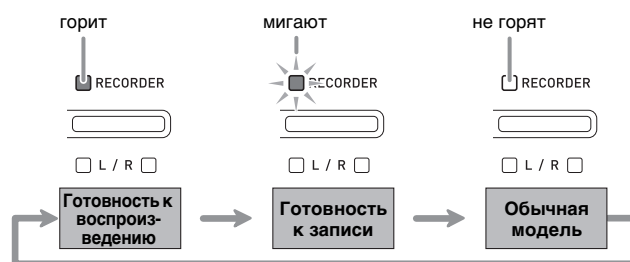 горит
мигают
не горят
RECORDER
RECORDER
RECORDER
L / R
L / R
L / R
Готовность к
воспроиз-
ведению
Готовность
к записи
Обычная
модель